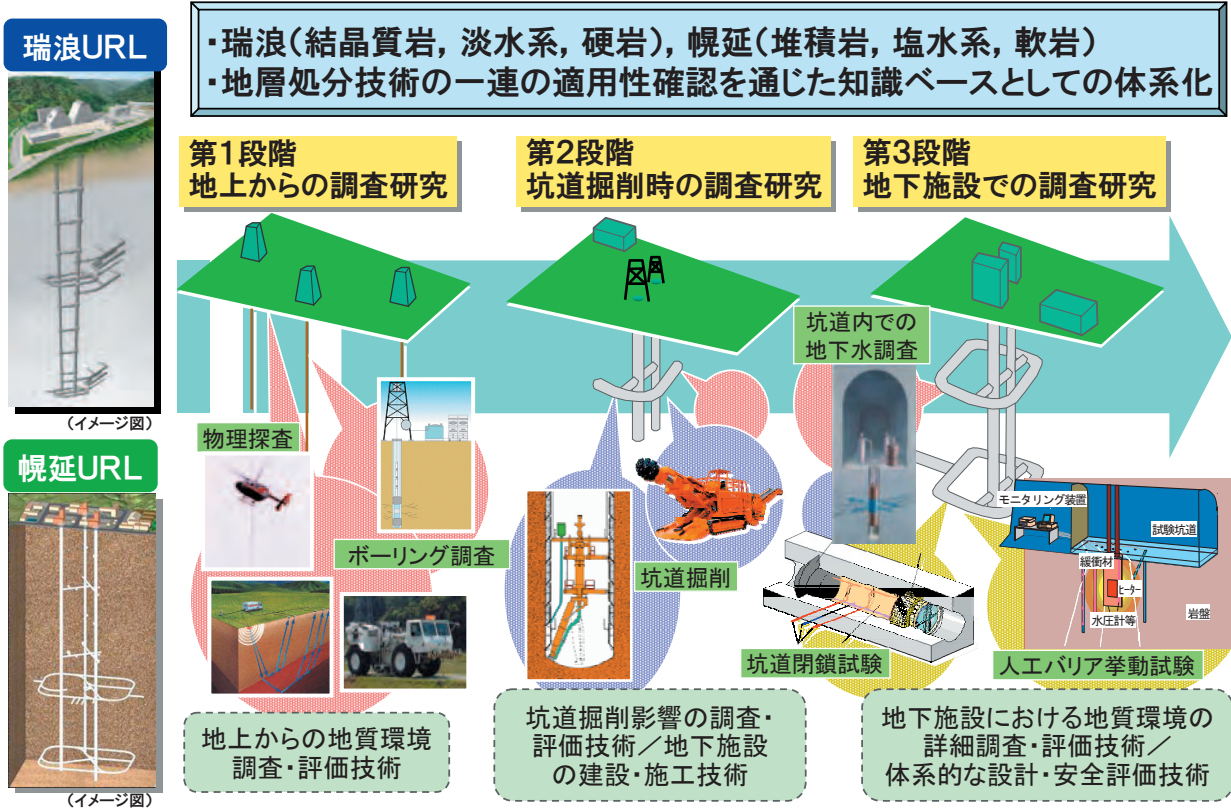 瑞浪URL
・瑞浪(結晶質岩, 淡水系, 硬岩), 幌延(堆積岩, 塩水系, 軟岩)
・地層処分技術の一連の適用性確認を通じた知識ベースとしての体系化
(イメージ図)
幌延URL
(イメージ図)
第1段階
地上からの調査研究
第2段階
坑道掘削時の調査研究
第3段階
地下施設での調査研究
物理探査
ボーリング調査
坑道掘削
坑道内での
地下水調査
坑道閉鎖試験
モニタリング装置
試験坑道
緩衝材
ヒーター
水圧計等
岩盤
人工バリア挙動試験
地上からの地質環境
調査・評価技術
坑道掘削影響の調査・
評価技術/地下施設
の建設・施工技術
地下施設における地質環境の
詳細調査・評価技術/
体系的な設計・安全評価技術